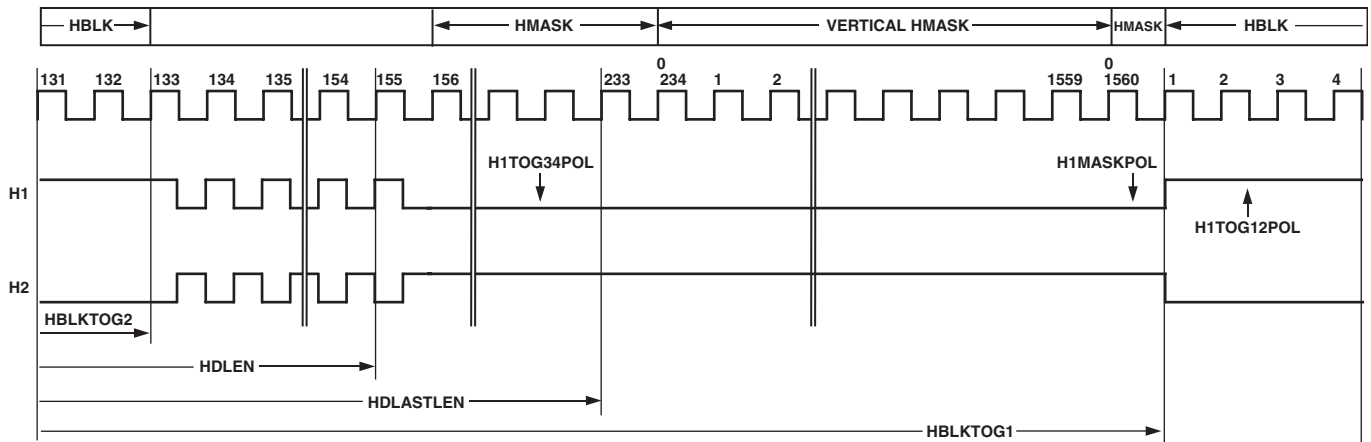 HBLK HMASK VERTICAL HMASK HMASK HBLK
0 0
131 132 133 134 135 154 155 156 233 234 1 2 1559 1560 1 2 3 4
H1TOG34POL H1MASKPOL
H1
H1TOG12POL
H2
HBLKTOG2
HDLEN
HDLASTLEN
HBLKTOG1